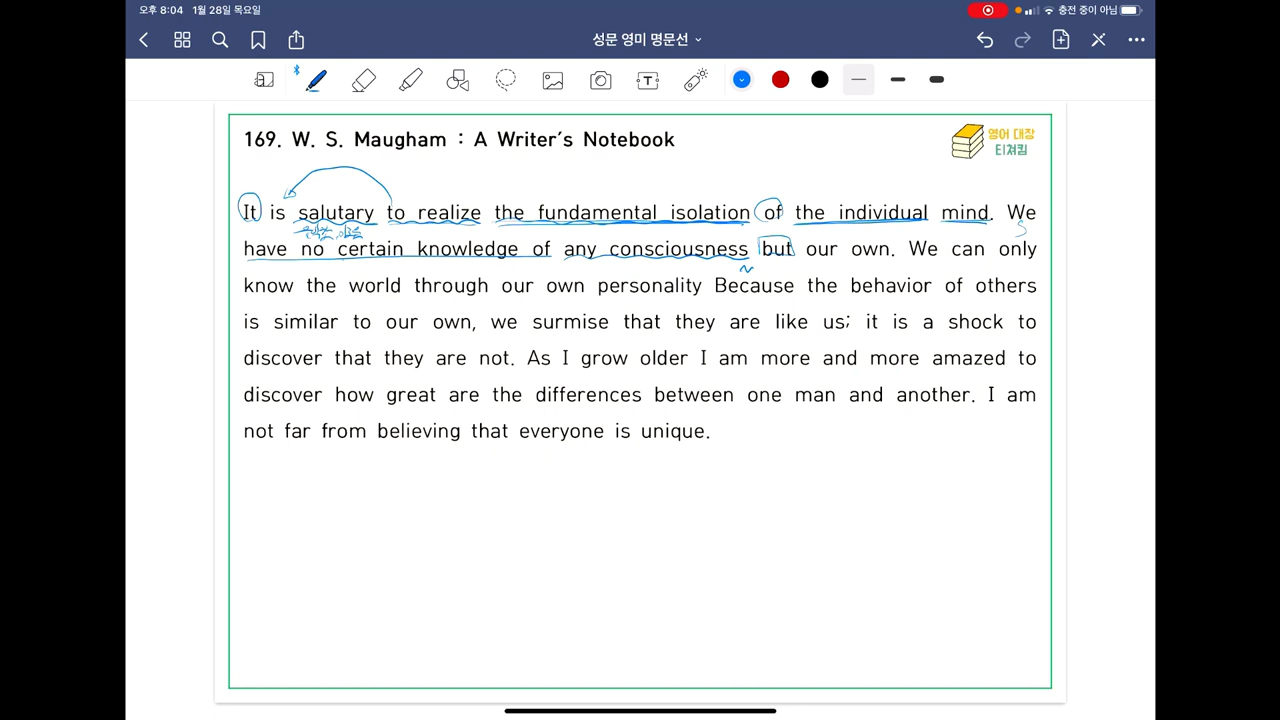 오후 8:04 1월 28일 목요일
충전 중이 아님
성문 영미 명문선
T
169. W. S. Maugham : A Writer's Notebook
영어 대장
티쳐킴
It is salutary to realize the fundamental isolation of the individual mind. We
have no certain knowledge of any consciousness but our own. We can only
know the world through our own personality Because the behavior of others
is similar to our own, we surmise that they are like us; it is a shock to
discover that they are not. As I grow older I am more and more amazed to
discover how great are the differences between one man and another. I am
not far from believing that everyone is unique.